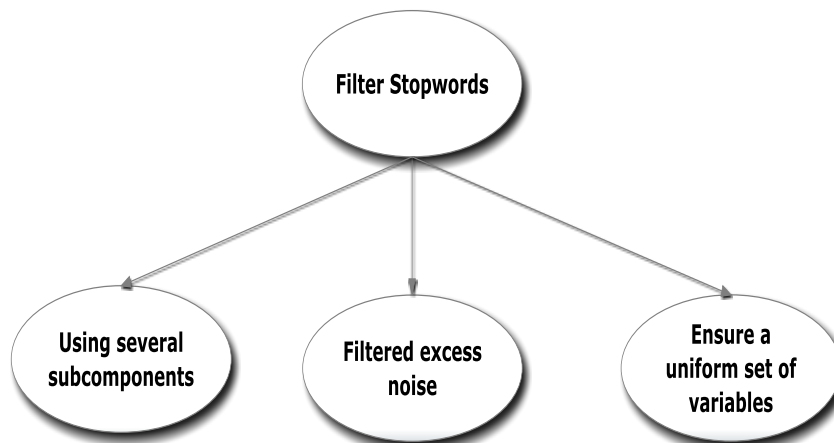 Filter Stopwords
Using several
subcomponents
Filtered excess
noise
Ensure a
uniform set of
variables